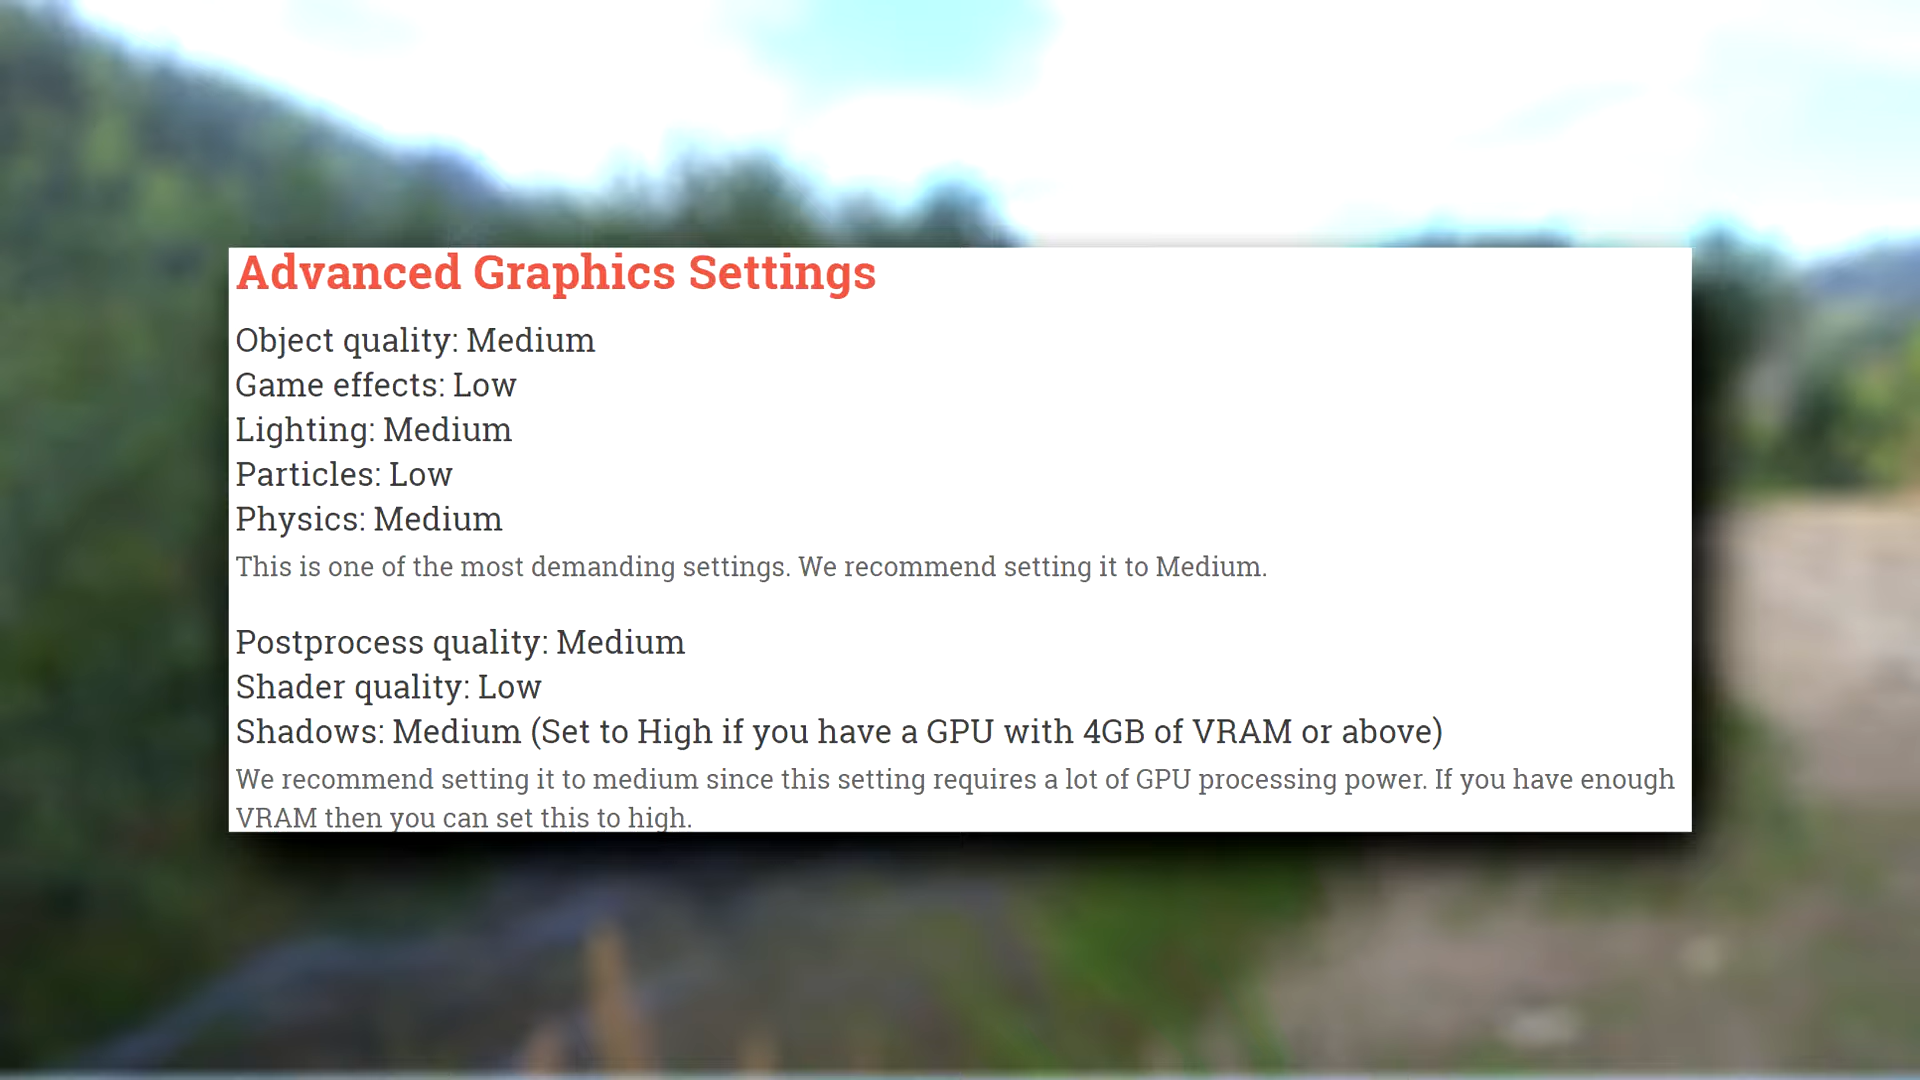 Advanced Graphics Settings
Object quality: Medium
Game effects: Low
Lighting: Medium
Particles: Low
Physics: Medium
This is one of the most demanding settings. We recommend setting it to Medium.
Postprocess quality: Medium
Shader quality: Low
Shadows: Medium (Set to High if you have a GPU with 4GB of VRAM or above)
We recommend setting it to medium since this setting requires a lot of GPU processing power. If you have enough
VRAM then you can set this to high.